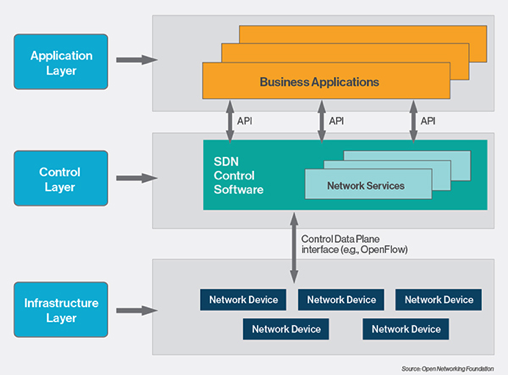 Application
Layer
Business Applications
API
API
API
Control
Layer
SDN
Control
Software
Network Services
Control Data Plane
interface (e.g., OpenFlow)
Infrastructure
Layer
Network Device
Network Device
Network Device
Network Device
Network Device
Source: Open Networking Foundation